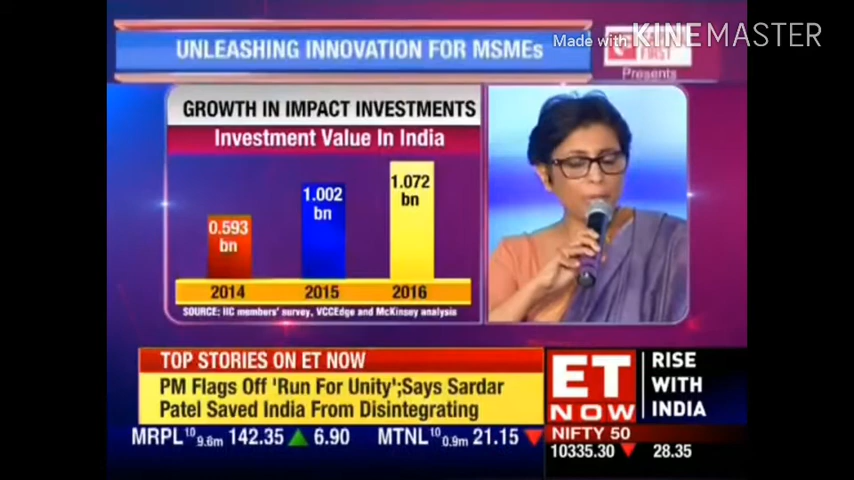 UNLEASHING INNOVATION FOR MSMEs
Made with KINEMASTER
FIRST
Presents
GROWTH IN IMPACT INVESTMENTS
Investment Value In India
0.593
bn
1.002
bn
1.072
bn
2014 2015 2016
SOURCE; IIC members' survey, VCCEdge and McKinsey analysis
TOP STORIES ON ET NOW
PM Flags Off 'Run For Unity';Says Sardar
Patel Saved India From Disintegrating
ET
NOW
RISE
WITH
INDIA
MRPL 10 9.6m 142.35 ▲ 6.90 MTNL 10 0.9m 21.15 ▼
NIFTY 50
10335.30 ▼ 28.35